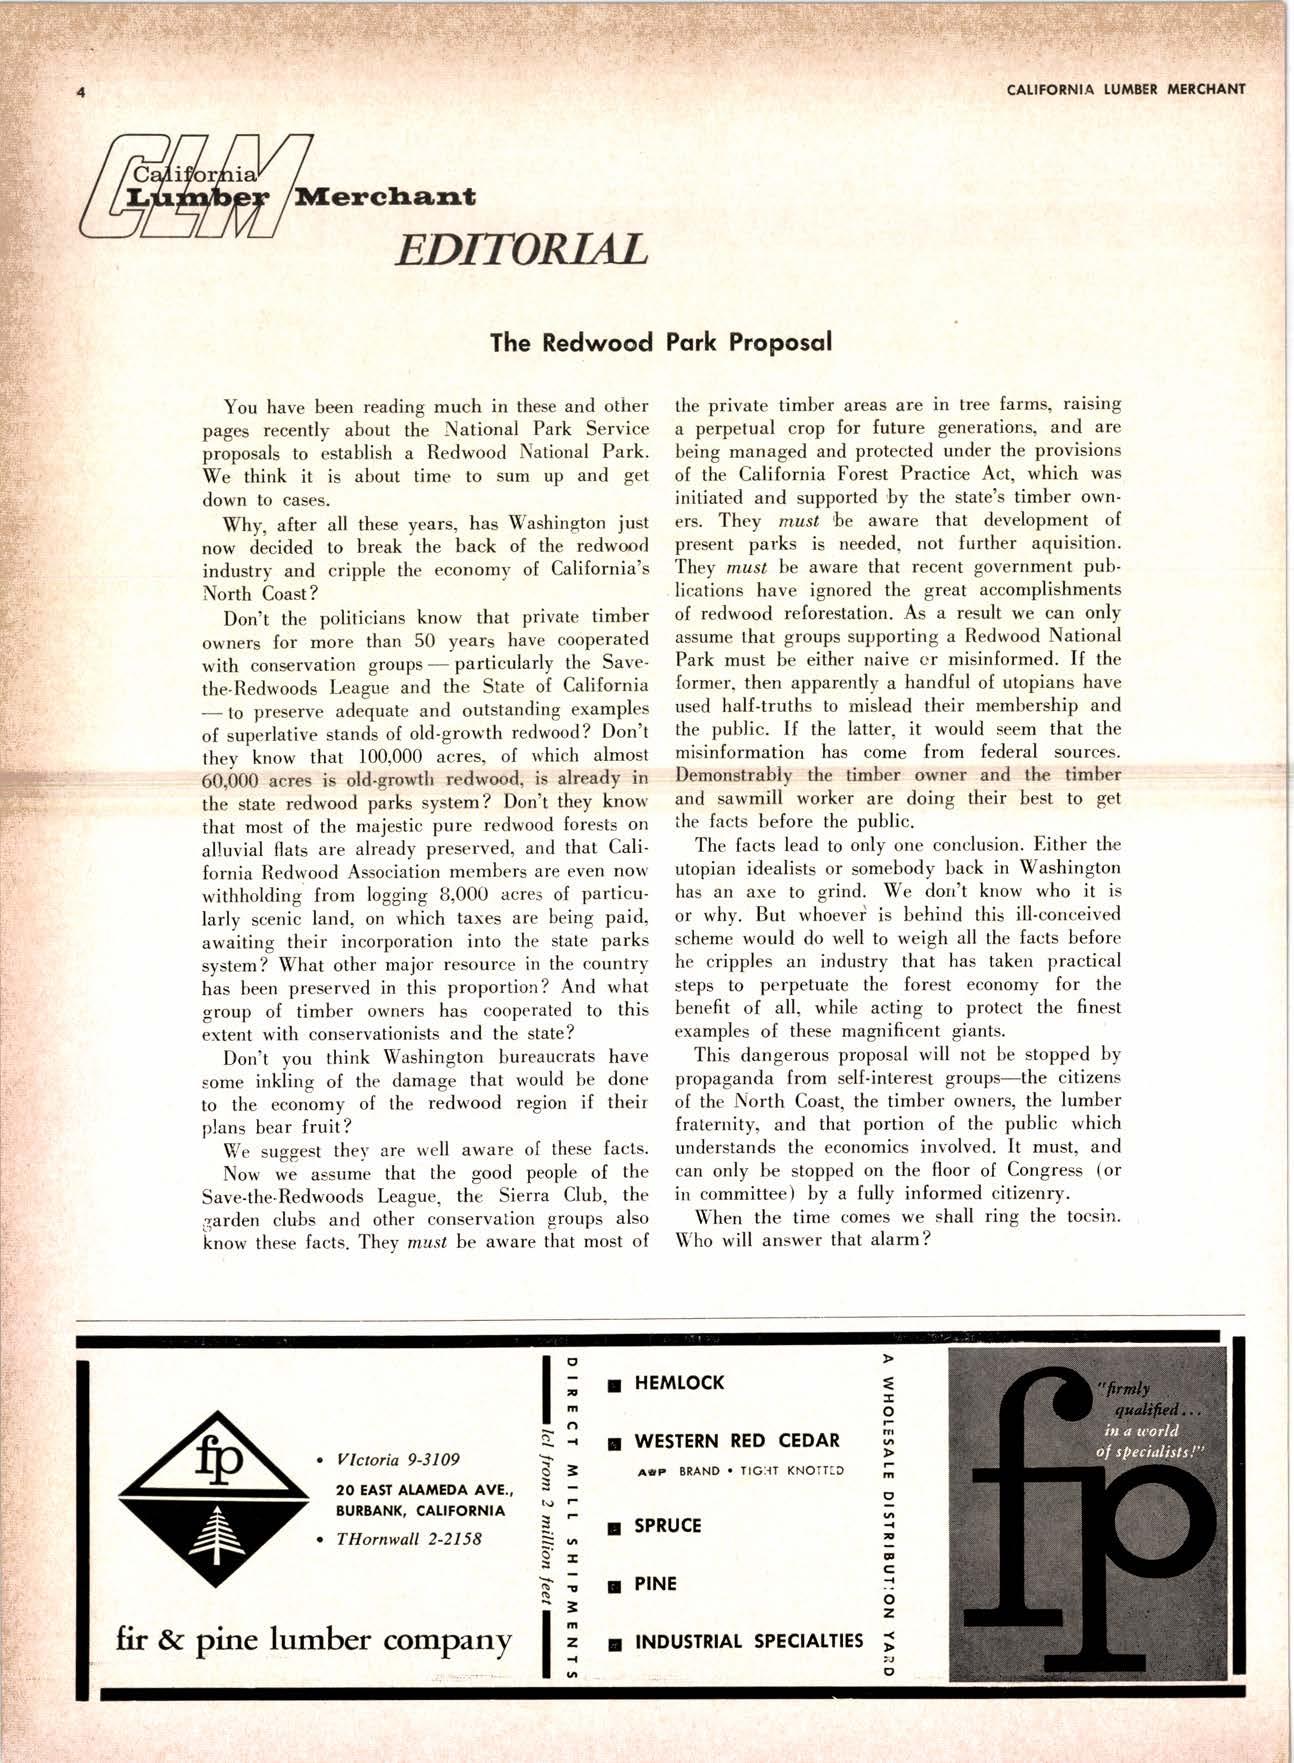 4
CALIFORNIA LUMBER MERCHANT
CLM
California
Lumber Merchant
EDITORIAL
The Redwood Park Proposal
You have been reading much in these and other
pages recently about the National Park Service
proposals to establish a Redwood National Park.
We think it is about time to sum up and get
down to cases.
Why, after all these years, has Washington just
now decided to break the back of the redwood
industry and cripple the economy of California's
North Coast?
Don't the politicians know that private timber
owners for more than 50 years have cooperated
with conservation groups — particularly the Save-
the-Redwoods League and the State of California
— to preserve adequate and outstanding examples
of superlative stands of old-growth redwood? Don't
they know that 100,000 acres, of which almost
60,000 acres is old-growth redwood, is already in
the state redwood parks system? Don't they know
that most of the majestic pure redwood forests on
alluvial flats are already preserved, and that Cali-
fornia Redwood Association members are even now
withholding from logging 8,000 acres of particu-
larly scenic land, on which taxes are being paid,
awaiting their incorporation into the state parks
system? What other major resource in the country
has been preserved in this proportion? And what
group of timber owners has cooperated to this
extent with conservationists and the state?
Don't you think Washington bureaucrats have
some inkling of the damage that would be done
to the economy of the redwood region if their
plans bear fruit?
We suggest they are well aware of these facts.
Now we assume that the good people of the
Save-the-Redwoods League, the Sierra Club, the
garden clubs and other conservation groups also
know these facts. They must be aware that most of
the private timber areas are in tree farms, raising
a perpetual crop for future generations, and are
being managed and protected under the provisions
of the California Forest Practice Act, which was
initiated and supported by the state's timber own-
ers. They must be aware that development of
present parks is needed, not further aquisition.
They must be aware that recent government pub-
lications have ignored the great accomplishments
of redwood reforestation. As a result we can only
assume that groups supporting a Redwood National
Park must be either naive or misinformed. If the
former, then apparently a handful of utopians have
used half-truths to mislead their membership and
the public. If the latter, it would seem that the
misinformation has come from federal sources.
Demonstrably the timber owner and the timber
and sawmill worker are doing their best to get
the facts before the public.
The facts lead to only one conclusion. Either the
utopian idealists or somebody back in Washington
has an axe to grind. We don't know who it is
or why. But whoever is behind this ill-conceived
scheme would do well to weigh all the facts before
he cripples an industry that has taken practical
steps to perpetuate the forest economy for the
benefit of all, while acting to protect the finest
examples of these magnificent giants.
This dangerous proposal will not be stopped by
propaganda from self-interest groups—the citizens
of the North Coast, the timber owners, the lumber
fraternity, and that portion of the public which
understands the economics involved. It must, and
can only be stopped on the floor of Congress (or
in committee) by a fully informed citizenry.
When the time comes we shall ring the tocsin.
Who will answer that alarm?
fp
• VIctoria 9-3109
20 EAST ALAMEDA AVE.,
BURBANK, CALIFORNIA
• THornwall 2-2158
fir & pine lumber company
lcl from 2 million feet
DIRECT MILL SHIPMENTS
■ HEMLOCK
■ WESTERN RED CEDAR
A&P BRAND • TIGHT KNOTTED
■ SPRUCE
■ PINE
■ INDUSTRIAL SPECIALTIES
A WHOLESALE DISTRIBUTION YARD
"firmly
qualified...
in a world
of specialists!"
fp